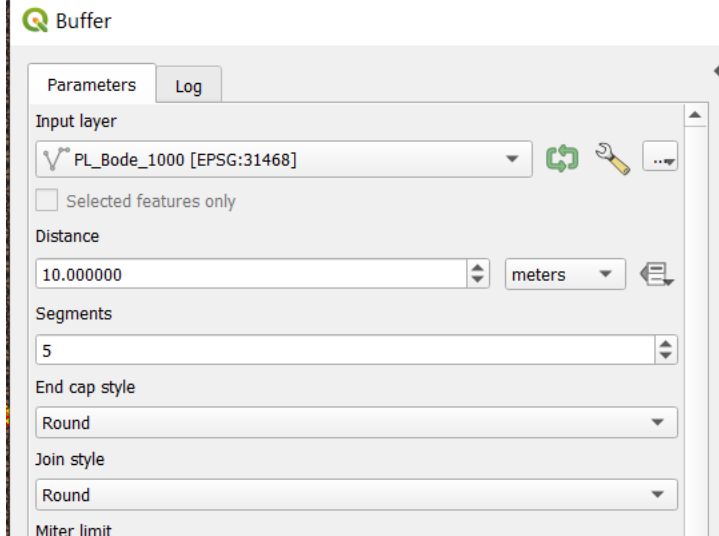 Buffer
Parameters Log
Input layer
PL_Bode_1000 [EPSG:31468]
...
Selected features only
Distance
10.000000 meters
Segments
5
End cap style
Round
Join style
Round
Miter limit